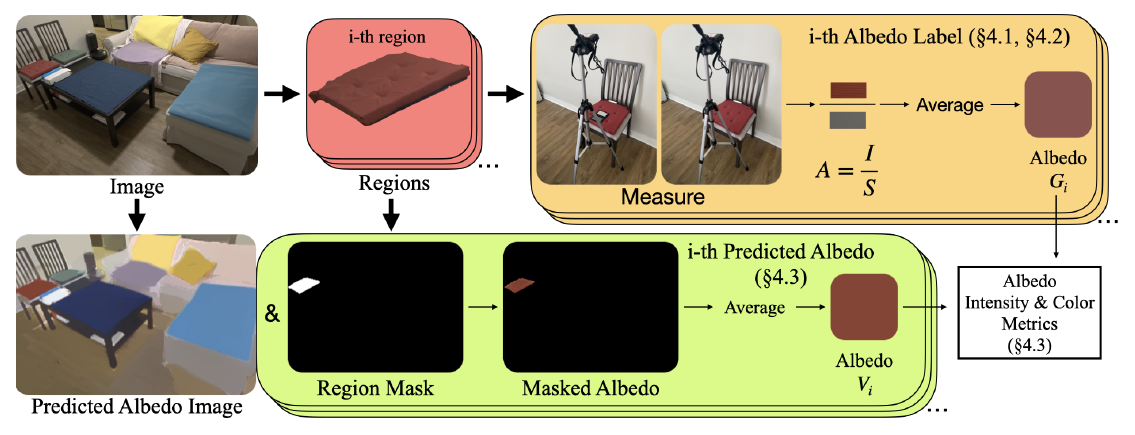 Image
i-th region
...
Regions
i-th Albedo Label (§4.1, §4.2)
Measure
A = I
S
Average
Albedo
G_i
...
Predicted Albedo Image
&
Region Mask
Masked Albedo
i-th Predicted Albedo
(§4.3)
Average
Albedo
V_i
...
Albedo
Intensity & Color
Metrics
(§4.3)